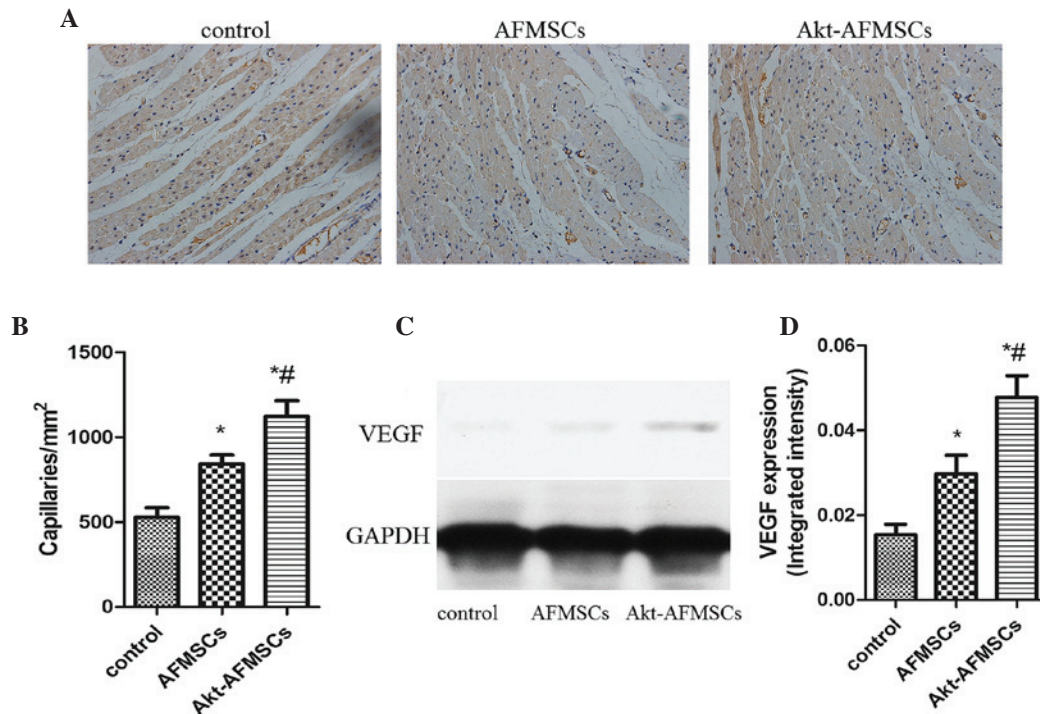 A
control
AFMSCs
Akt-AFMSCs
B
Capillaries/mm²
1500
1000
500
0
*
*#
control
AFMSCs
Akt-AFMSCs
C
VEGF
GAPDH
control
AFMSCs
Akt-AFMSCs
D
VEGF expression
(Integrated intensity)
0.06
0.04
0.02
0.00
*
*#
control
AFMSCs
Akt-AFMSCs